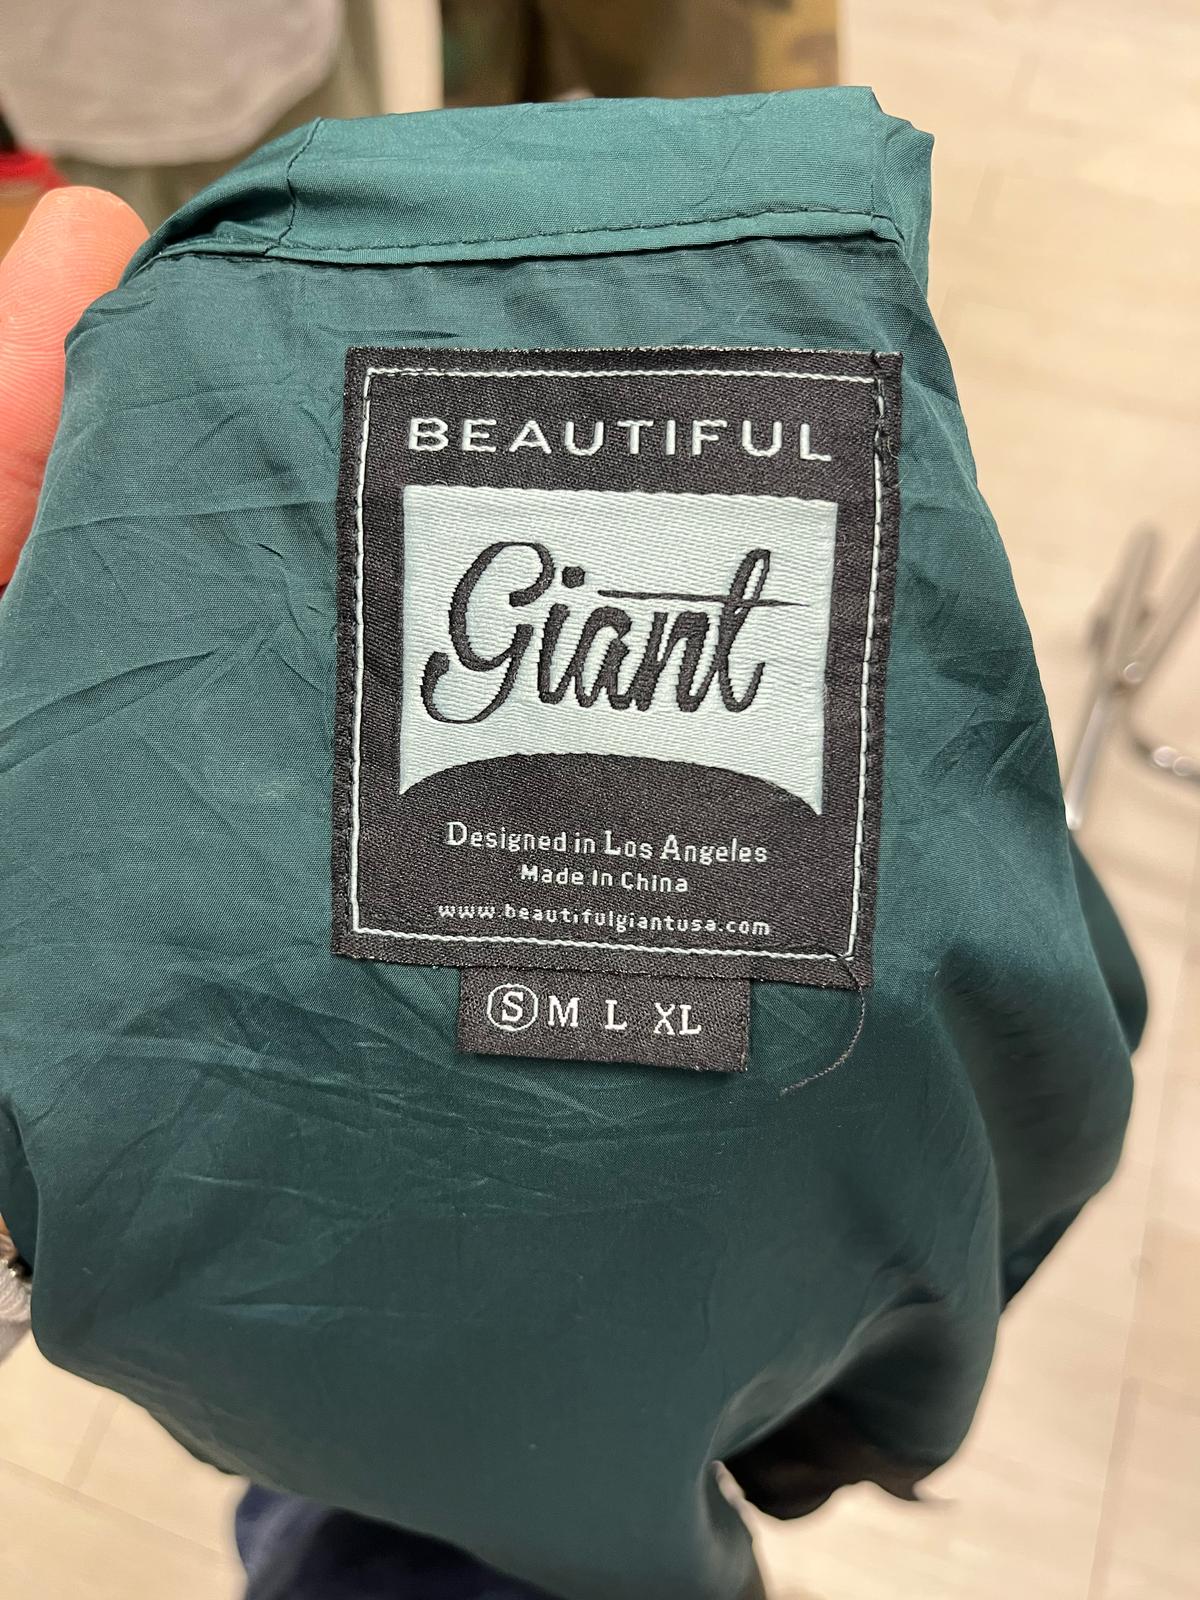 BEAUTIFUL
Giant
Designed in Los Angeles
Made In China
www.beautifulgiantusa.com
S M L XL